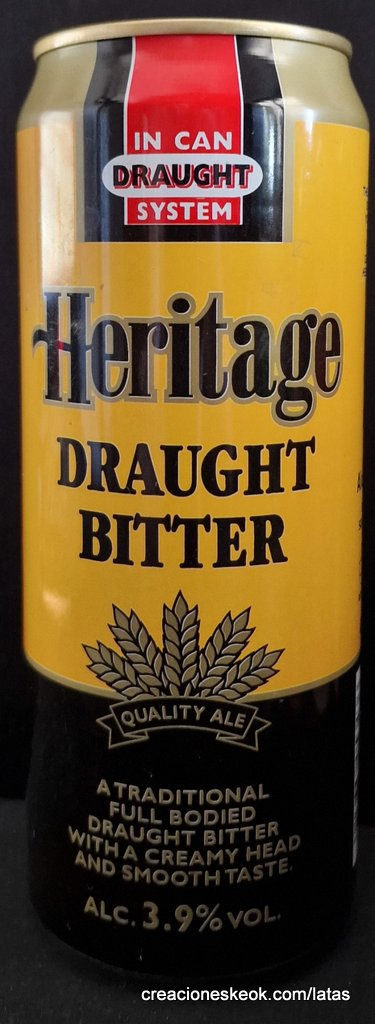 IN CAN
DRAUGHT
SYSTEM
Heritage
DRAUGHT
BITTER
QUALITY ALE
A TRADITIONAL
FULL BODIED
DRAUGHT BITTER
WITH A CREAMY HEAD
AND SMOOTH TASTE.
ALC. 3.9% VOL.
creacioneskeok.com/latas